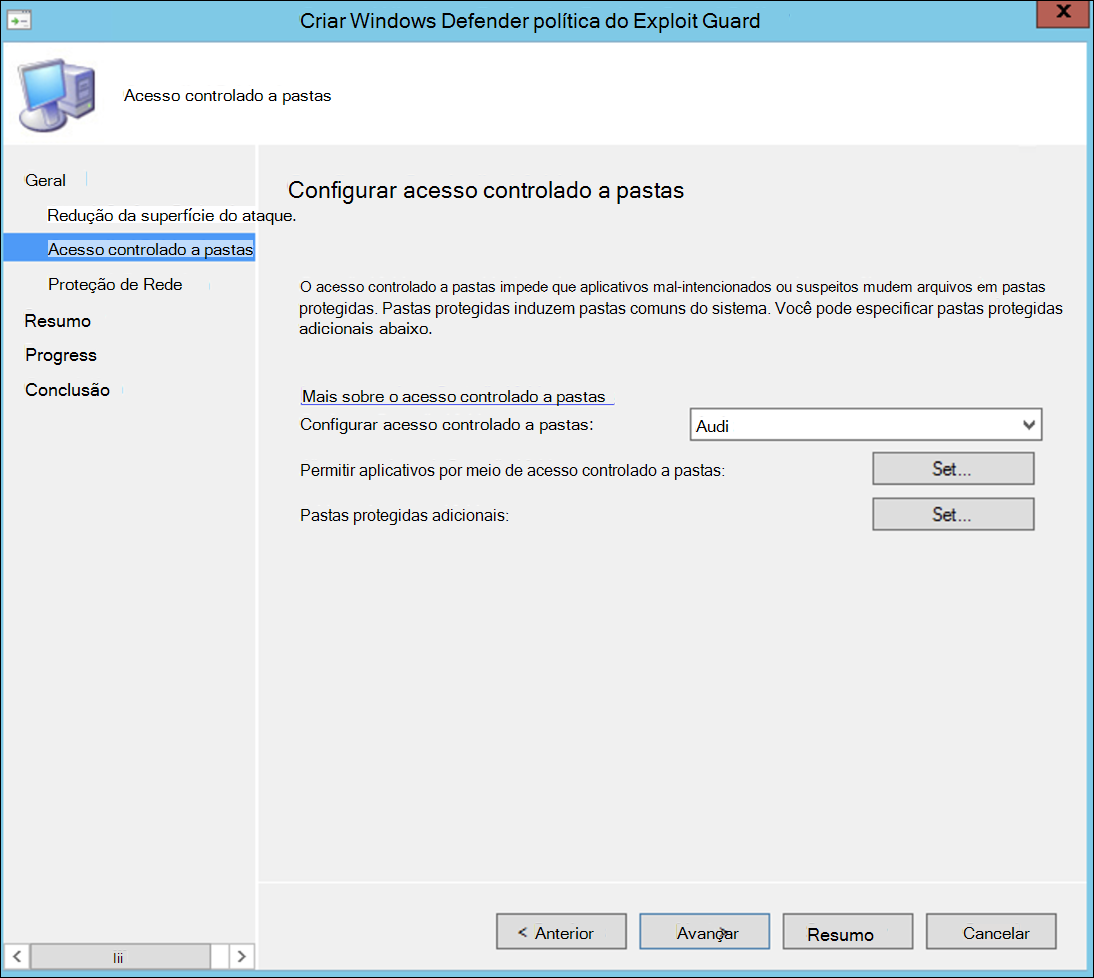 Criar Windows Defender política do Exploit Guard
X
Acesso controlado a pastas
Geral
Redução da superfície do ataque.
Acesso controlado a pastas
Proteção de Rede
Resumo
Progress
Conclusão
Configurar acesso controlado a pastas
O acesso controlado a pastas impede que aplicativos mal-intencionados ou suspeitos mudem arquivos em pastas
protegidas. Pastas protegidas induzem pastas comuns do sistema. Você pode especificar pastas protegidas
adicionais abaixo.
Mais sobre o acesso controlado a pastas
Configurar acesso controlado a pastas:
Audi
Permitir aplicativos por meio de acesso controlado a pastas:
Set...
Pastas protegidas adicionais:
Set...
< Anterior
Avançar >
Resumo
Cancelar
< lii >